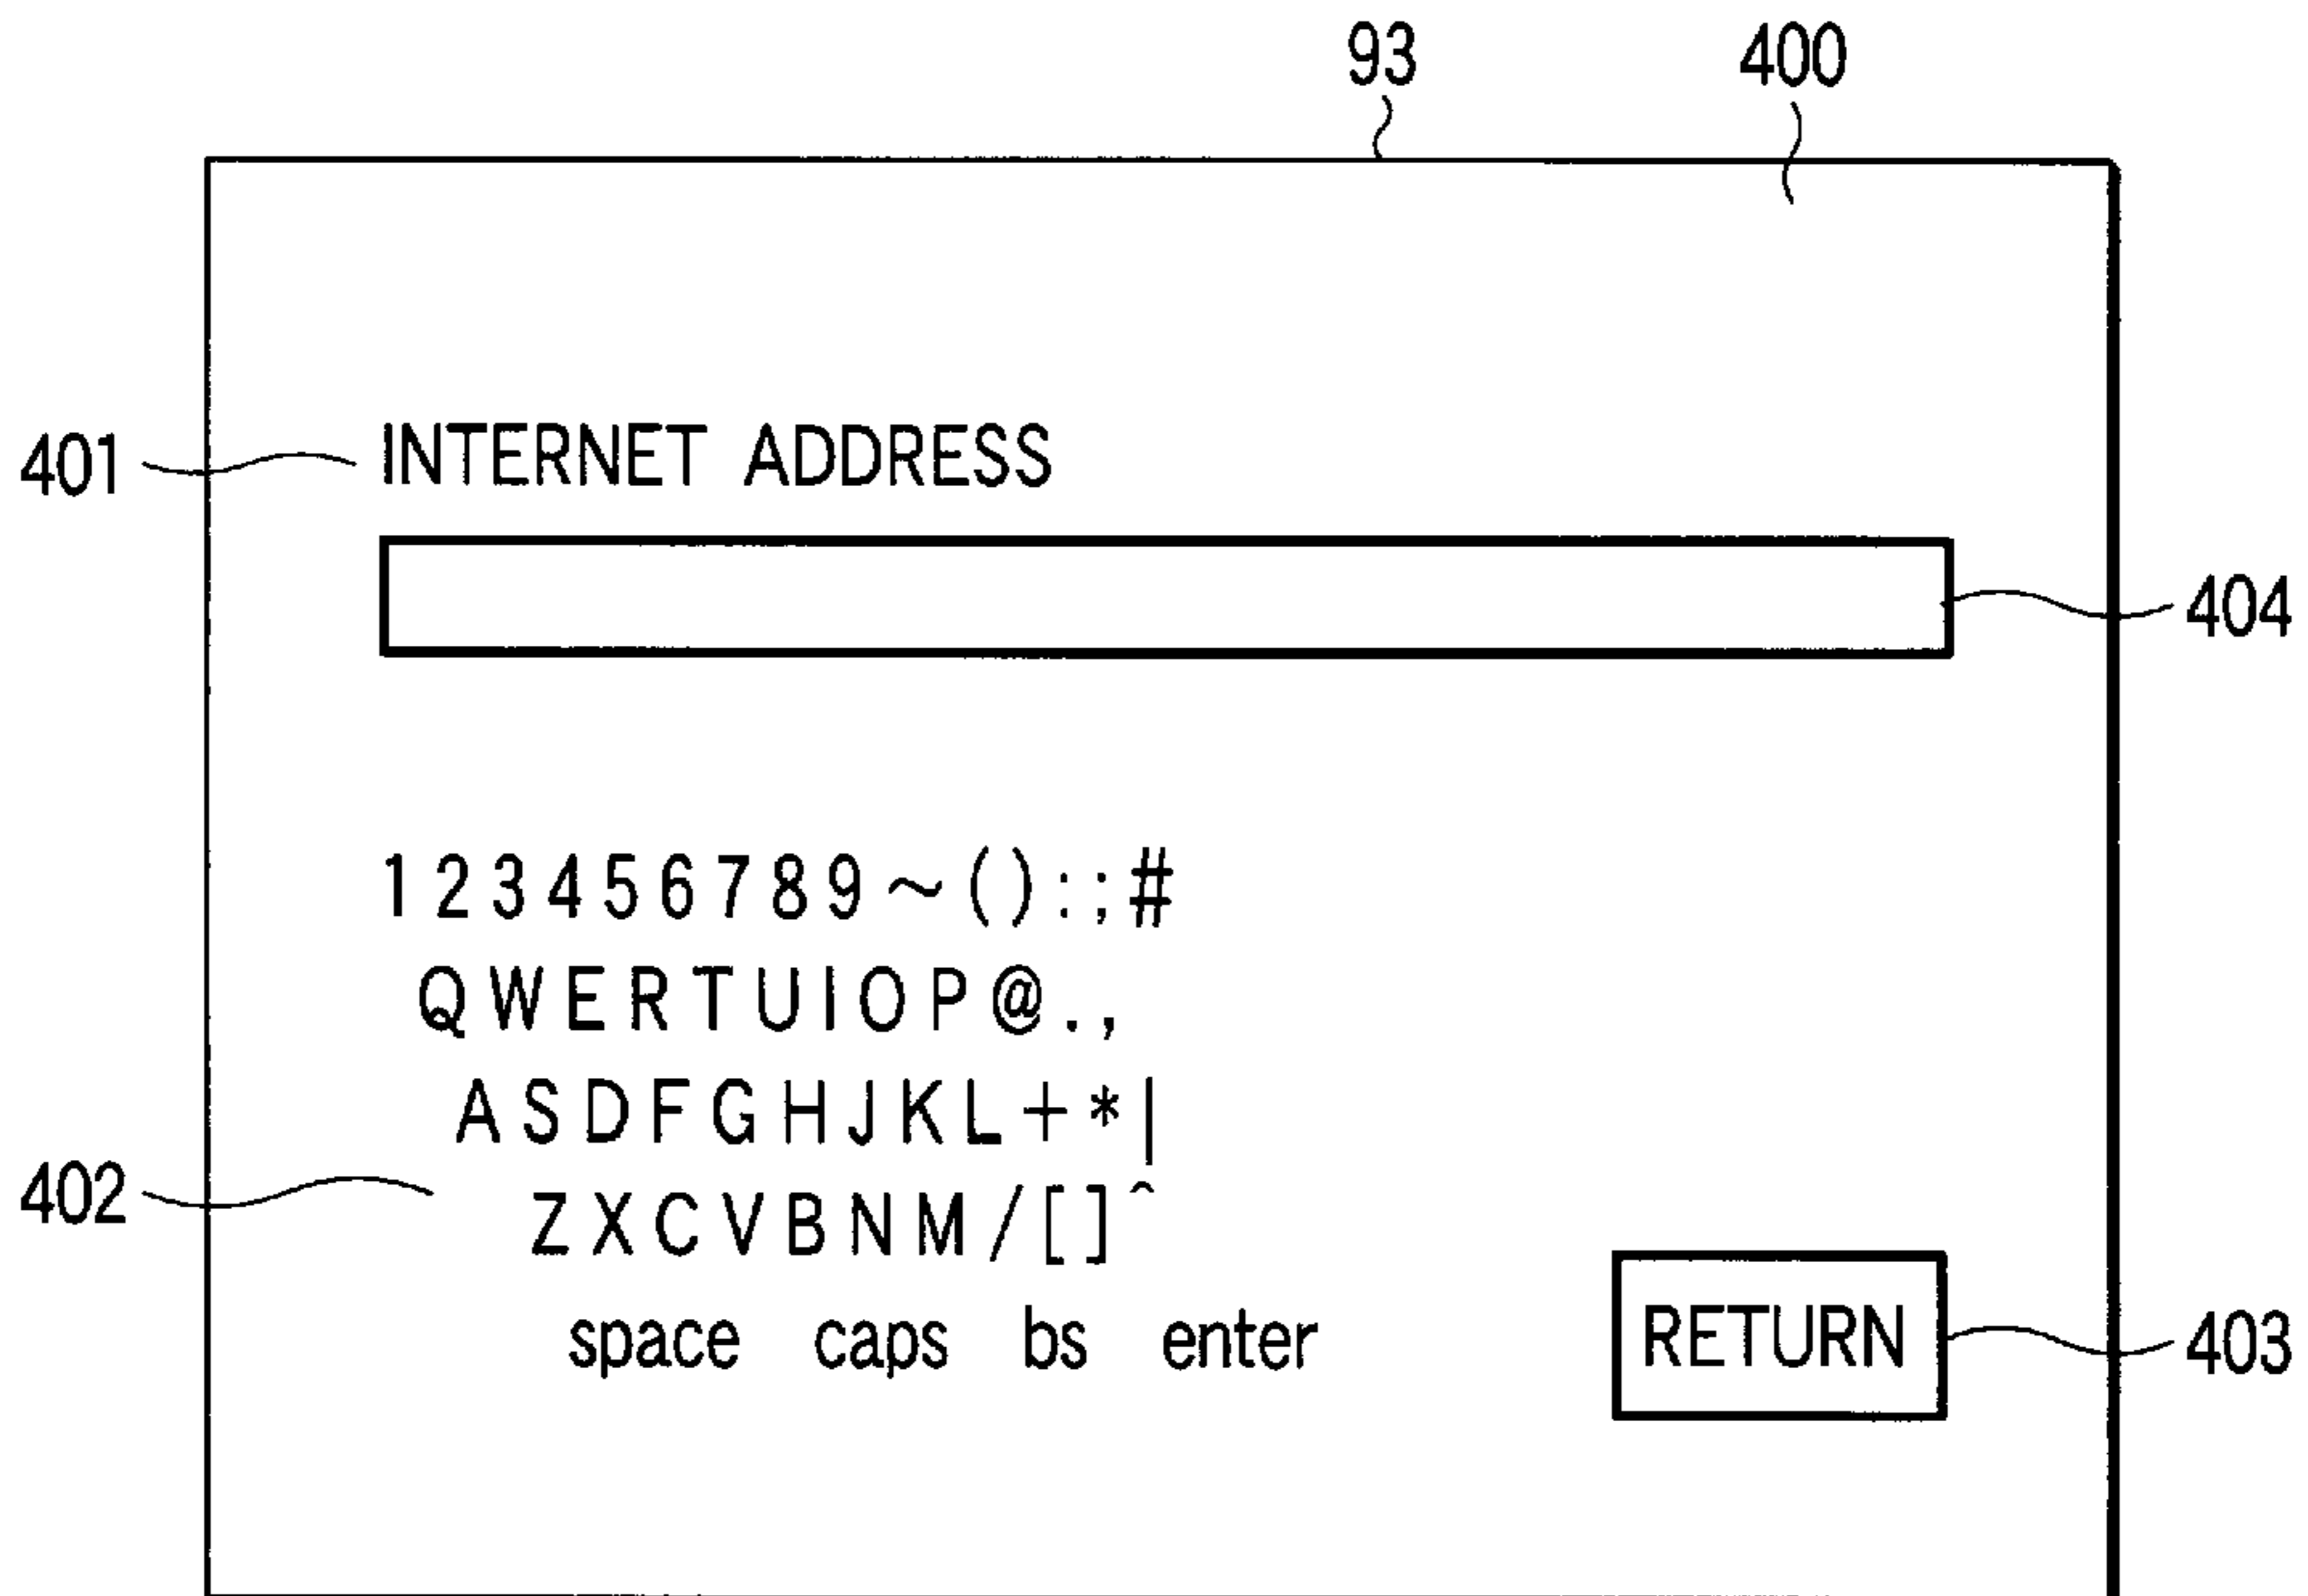 93 400
401 INTERNET ADDRESS
404
1 2 3 4 5 6 7 8 9 ~ ( ) : ; #
Q W E R T U I O P @ . ,
A S D F G H J K L + * |
402 Z X C V B N M / [ ] ^
space caps bs enter RETURN 403